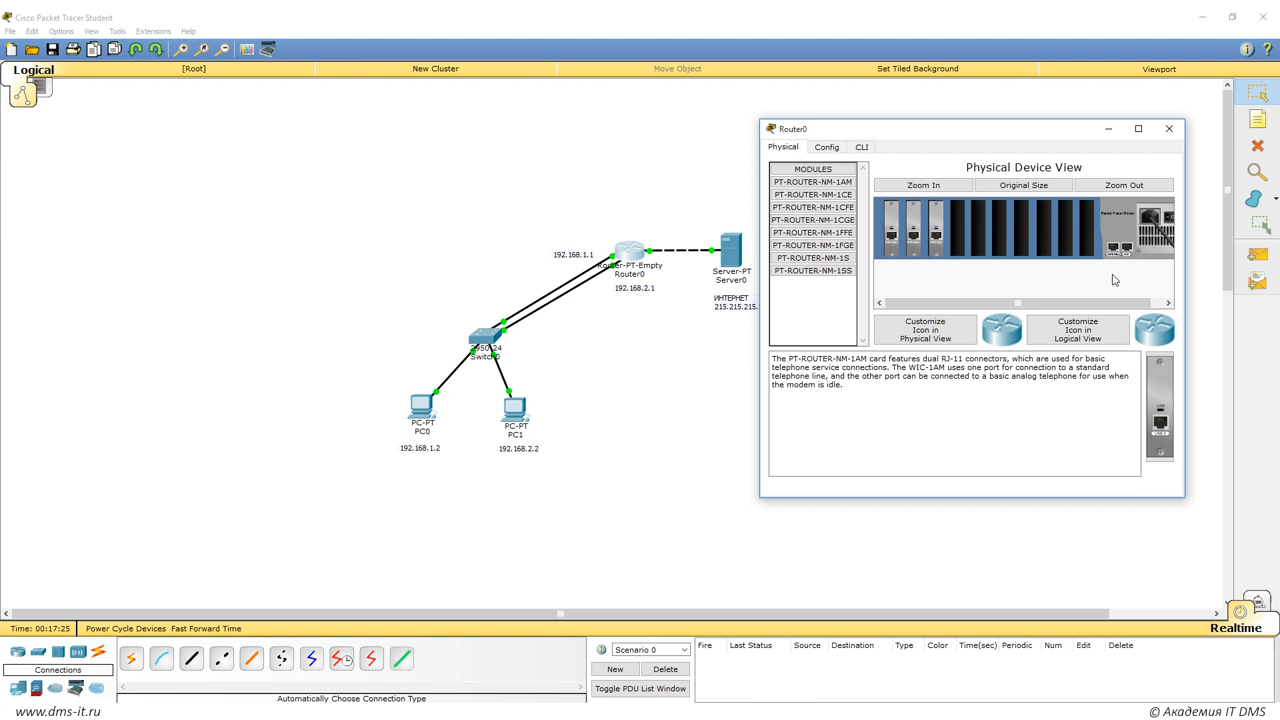 Cisco Packet Tracer Student
File Edit Options View Tools Extensions Help
Logical [Root] New Cluster Move Object Set Tiled Background Viewport
Router0
Physical Config CLI
MODULES
PT-ROUTER-NM-1AM
PT-ROUTER-NM-1CE
PT-ROUTER-NM-1CFE
PT-ROUTER-NM-1CGE
PT-ROUTER-NM-1FFE
PT-ROUTER-NM-1FGE
PT-ROUTER-NM-1S
PT-ROUTER-NM-1SS
Physical Device View
Zoom In Original Size Zoom Out
Packet Tracer Router
Customize
Icon in
Physical View
Customize
Icon in
Logical View
The PT-ROUTER-NM-1AM card features dual RJ-11 connectors, which are used for basic
telephone service connections. The WIC-1AM uses one port for connection to a standard
telephone line, and the other port can be connected to a basic analog telephone for use when
the modem is idle.
192.168.1.1
Router-PT-Empty
Router0
192.168.2.1
Server-PT
Server0
ИНТЕРНЕТ
215.215.215.
2950-24
Switch0
PC-PT
PC0
192.168.1.2
PC-PT
PC1
192.168.2.2
Time: 00:17:25 Power Cycle Devices Fast Forward Time Realtime
Connections
Automatically Choose Connection Type
Scenario 0
New Delete
Toggle PDU List Window
Fire Last Status Source Destination Type Color Time(sec) Periodic Num Edit Delete
www.dms-it.ru
© Академия IT DMS